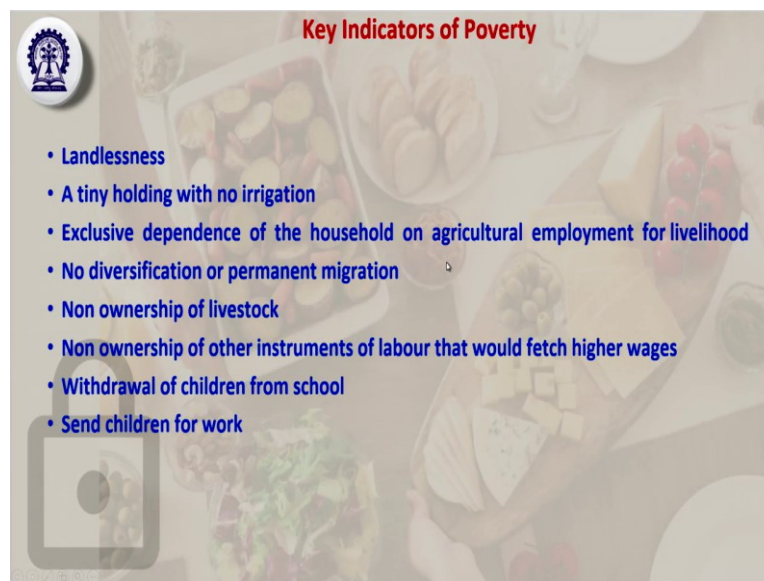 Key Indicators of Poverty
• Landlessness
• A tiny holding with no irrigation
• Exclusive dependence of the household on agricultural employment for livelihood
• No diversification or permanent migration
• Non ownership of livestock
• Non ownership of other instruments of labour that would fetch higher wages
• Withdrawal of children from school
• Send children for work